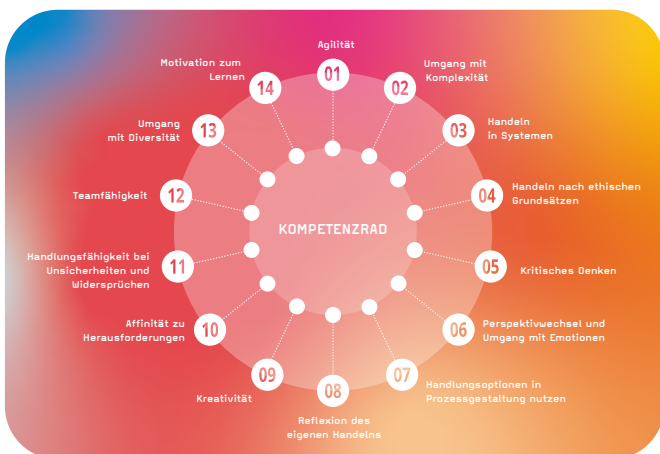 Agilität
01
Umgang mit
Komplexität
02
Handeln
in Systemen
03
Handeln nach ethischen
Grundsätzen
04
Kritisches Denken
05
Perspektivwechsel und
Umgang mit Emotionen
06
Handlungsoptionen in
Prozessgestaltung nutzen
07
08
Reflexion des
eigenen Handelns
09
Kreativität
10
Affinität zu
Herausforderungen
11
Handlungsfähigkeit bei
Unsicherheiten und
Widersprüchen
12
Teamfähigkeit
13
Umgang
mit Diversität
14
Motivation zum
Lernen
KOMPETENZRAD